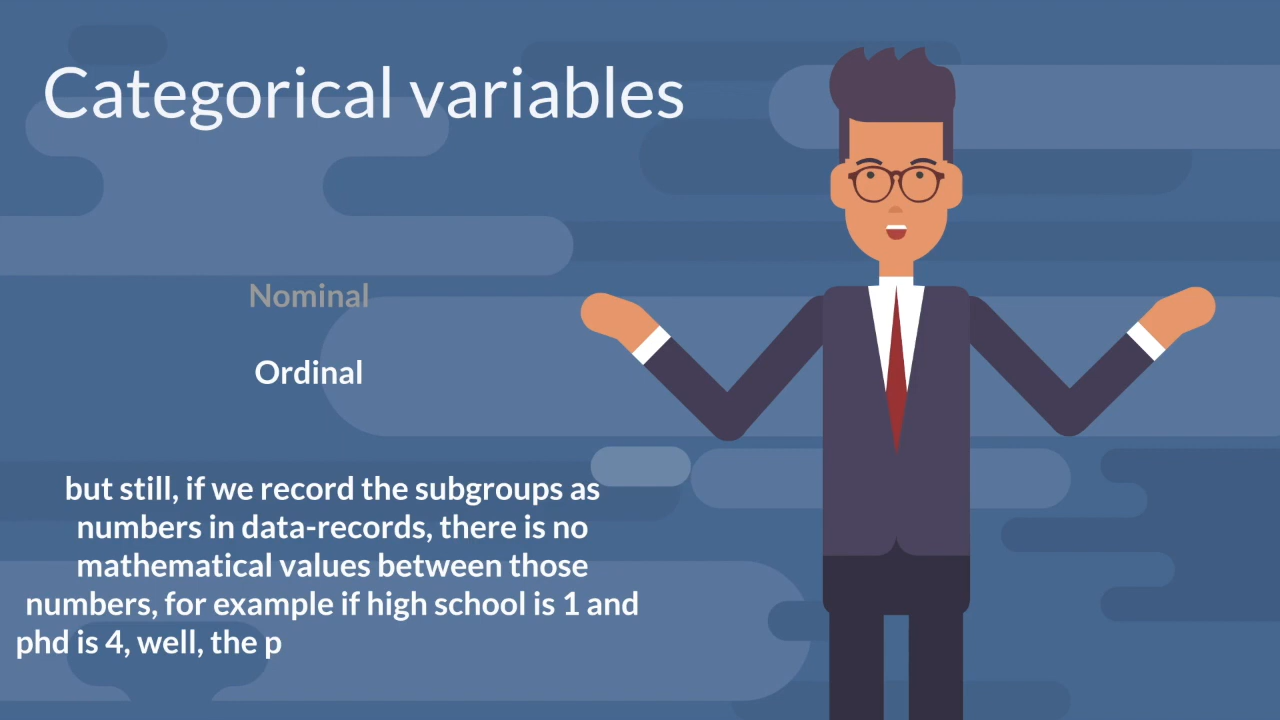 Categorical variables
Nominal
Ordinal
but still, if we record the subgroups as
numbers in data-records, there is no
mathematical values between those
numbers, for example if high school is 1 and
phd is 4, well, the p